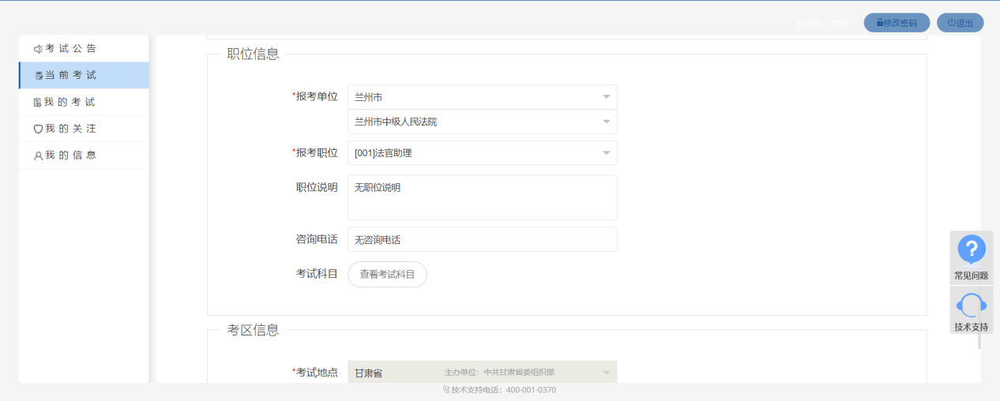 修改密码
退出
考试公告
当前考试
我的考试
我的关注
我的信息
职位信息
*报考单位 兰州市
兰州市中级人民法院
*报考职位 [001]法官助理
职位说明 无职位说明
咨询电话 无咨询电话
考试科目 查看考试科目
常见问题
技术支持
考区信息
*考试地点 甘肃省
主办单位：中共甘肃省委组织部
技术支持电话：400-001-0370